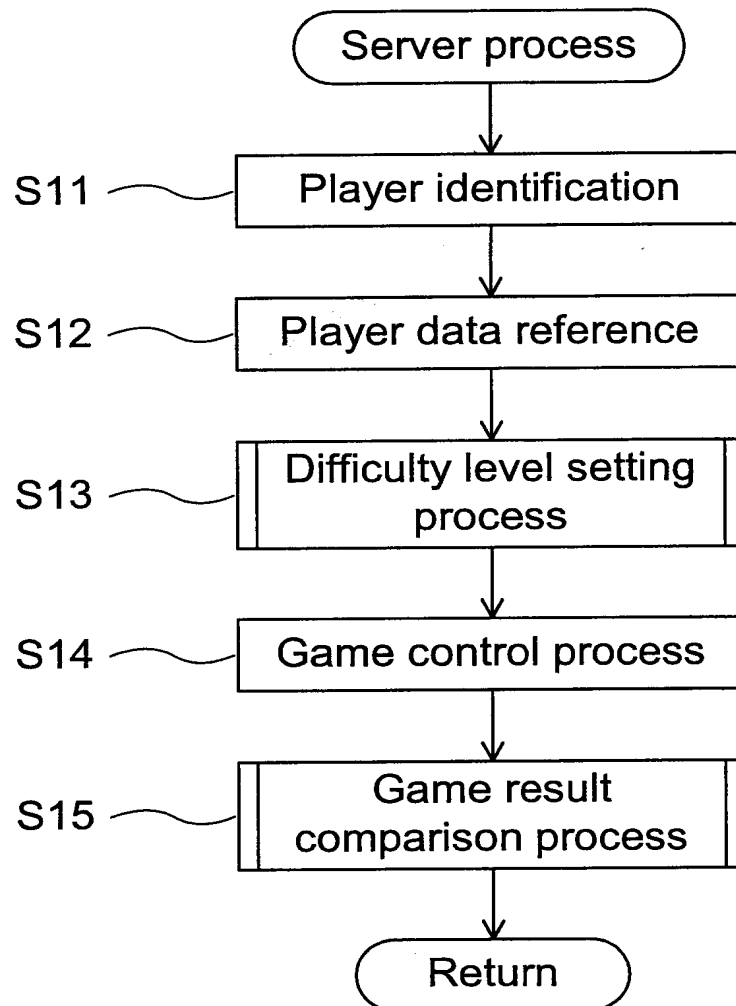 Server process
S11
Player identification
S12
Player data reference
S13
Difficulty level setting
process
S14
Game control process
S15
Game result
comparison process
Return